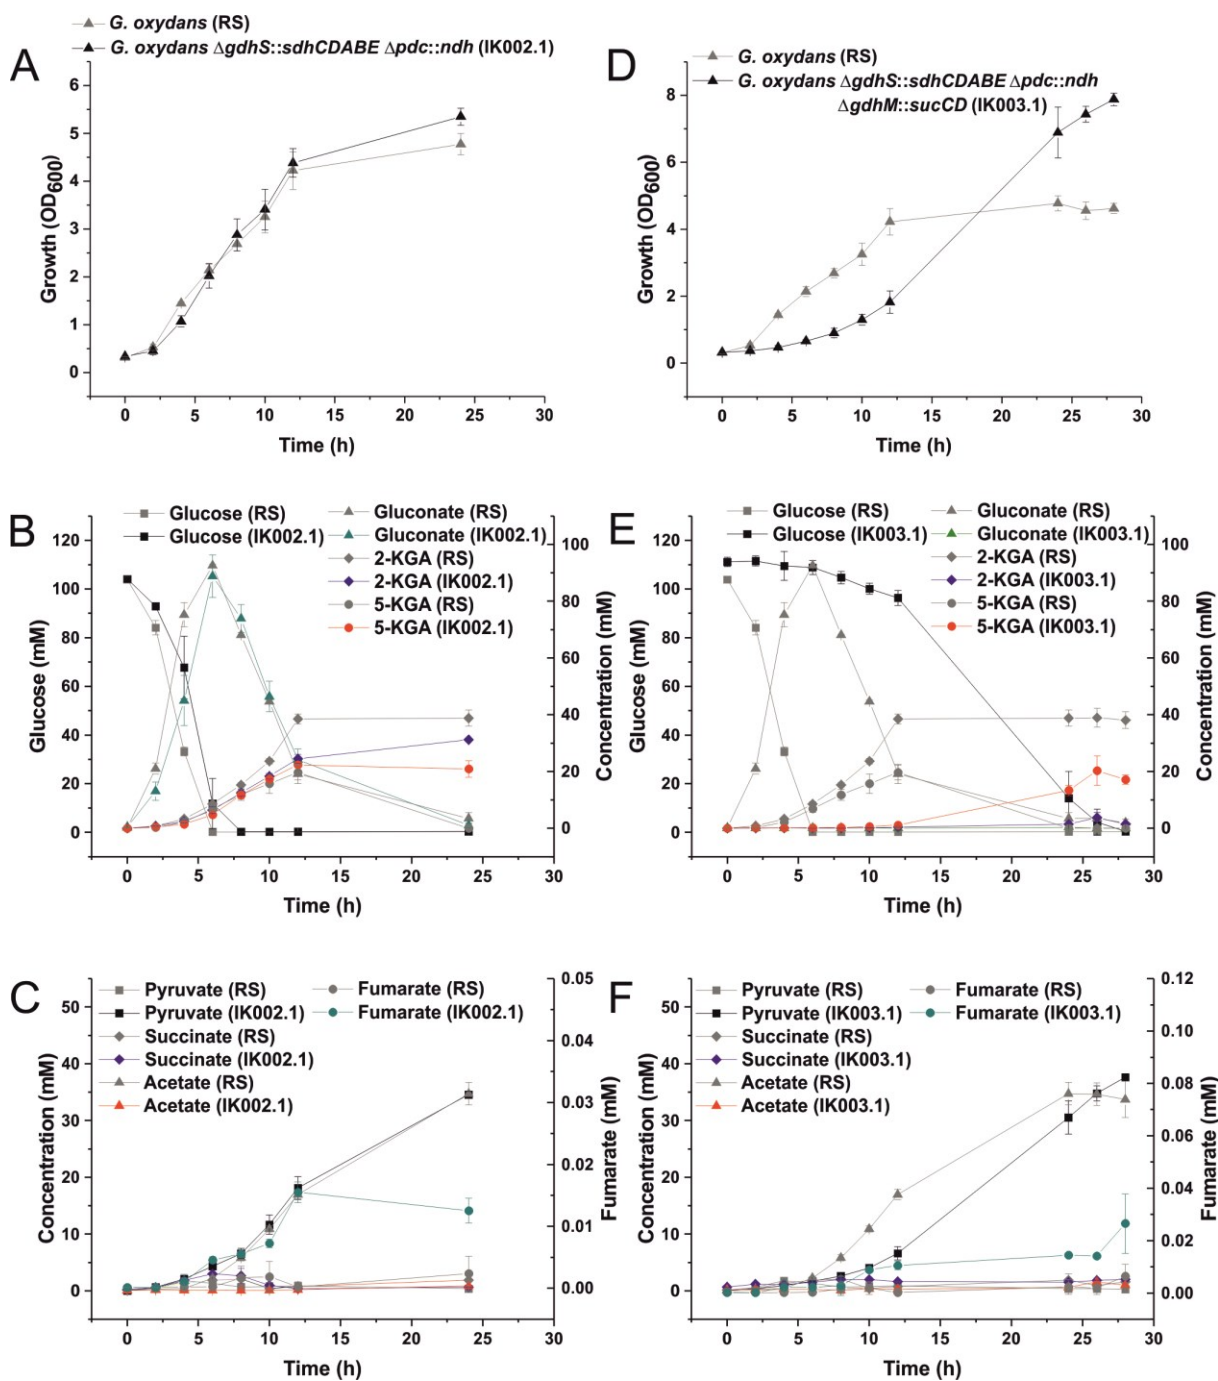 A
G. oxydans (RS)
G. oxydans ΔgdhS::sdhCDABE Δpdc::ndh (IK002.1)
Growth (OD600)
6
5
4
3
2
1
0
0 5 10 15 20 25 30
Time (h)
D
G. oxydans (RS)
G. oxydans ΔgdhS::sdhCDABE Δpdc::ndh
ΔgdhM::sucCD (IK003.1)
Growth (OD600)
8
6
4
2
0
0 5 10 15 20 25 30
Time (h)
B
Glucose (RS)
Glucose (IK002.1)
Gluconate (RS)
Gluconate (IK002.1)
2-KGA (RS)
2-KGA (IK002.1)
5-KGA (RS)
5-KGA (IK002.1)
Glucose (mM)
120
100
80
60
40
20
0
Concentration (mM)
100
80
60
40
20
0
0 5 10 15 20 25 30
Time (h)
E
Glucose (RS)
Glucose (IK003.1)
Gluconate (RS)
Gluconate (IK003.1)
2-KGA (RS)
2-KGA (IK003.1)
5-KGA (RS)
5-KGA (IK003.1)
Glucose (mM)
120
100
80
60
40
20
0
Concentration (mM)
100
80
60
40
20
0
0 5 10 15 20 25 30
Time (h)
C
Pyruvate (RS)
Pyruvate (IK002.1)
Succinate (RS)
Succinate (IK002.1)
Acetate (RS)
Acetate (IK002.1)
Fumarate (RS)
Fumarate (IK002.1)
Concentration (mM)
50
40
30
20
10
0
Fumarate (mM)
0.05
0.04
0.03
0.02
0.01
0.00
0 5 10 15 20 25 30
Time (h)
F
Pyruvate (RS)
Pyruvate (IK003.1)
Succinate (RS)
Succinate (IK003.1)
Acetate (RS)
Acetate (IK003.1)
Fumarate (RS)
Fumarate (IK003.1)
Concentration (mM)
50
40
30
20
10
0
Fumarate (mM)
0.12
0.10
0.08
0.06
0.04
0.02
0.00
0 5 10 15 20 25 30
Time (h)